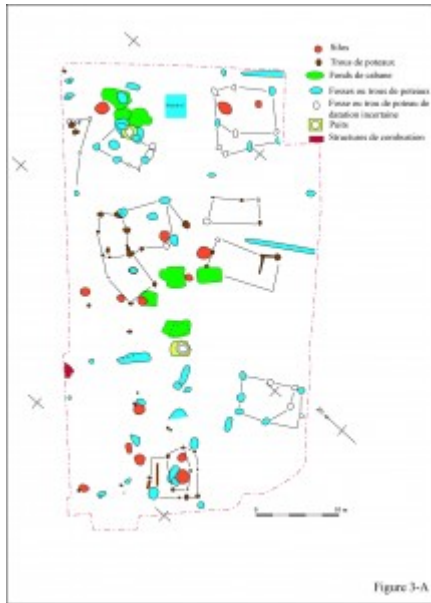 Silos
Trous de poteaux
Fonds de cabane
Fosses ou trous de poteaux
Fosse ou trou de poteau de
datation incertaine
Puits
Structures de combustion
0
10 m
Figure 3-A